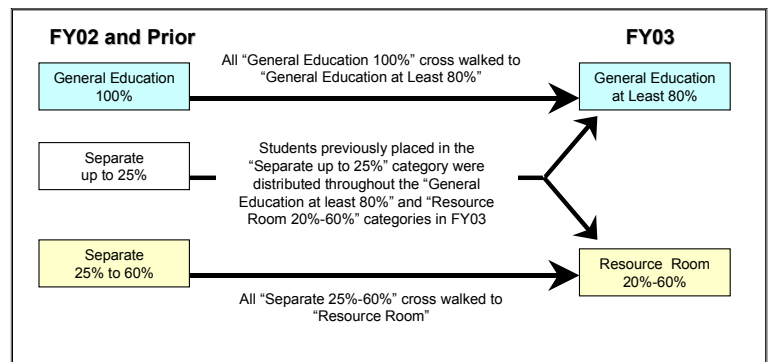 FY02 and Prior
FY03
All “General Education 100%” cross walked to
“General Education at Least 80%”
General Education
100%
General Education
at Least 80%
Separate
up to 25%
Students previously placed in the
“Separate up to 25%” category were
distributed throughout the “General
Education at least 80%” and “Resource
Room 20%-60%” categories in FY03
Separate
25% to 60%
Resource Room
20%-60%
All “Separate 25%-60%” cross walked to
“Resource Room”